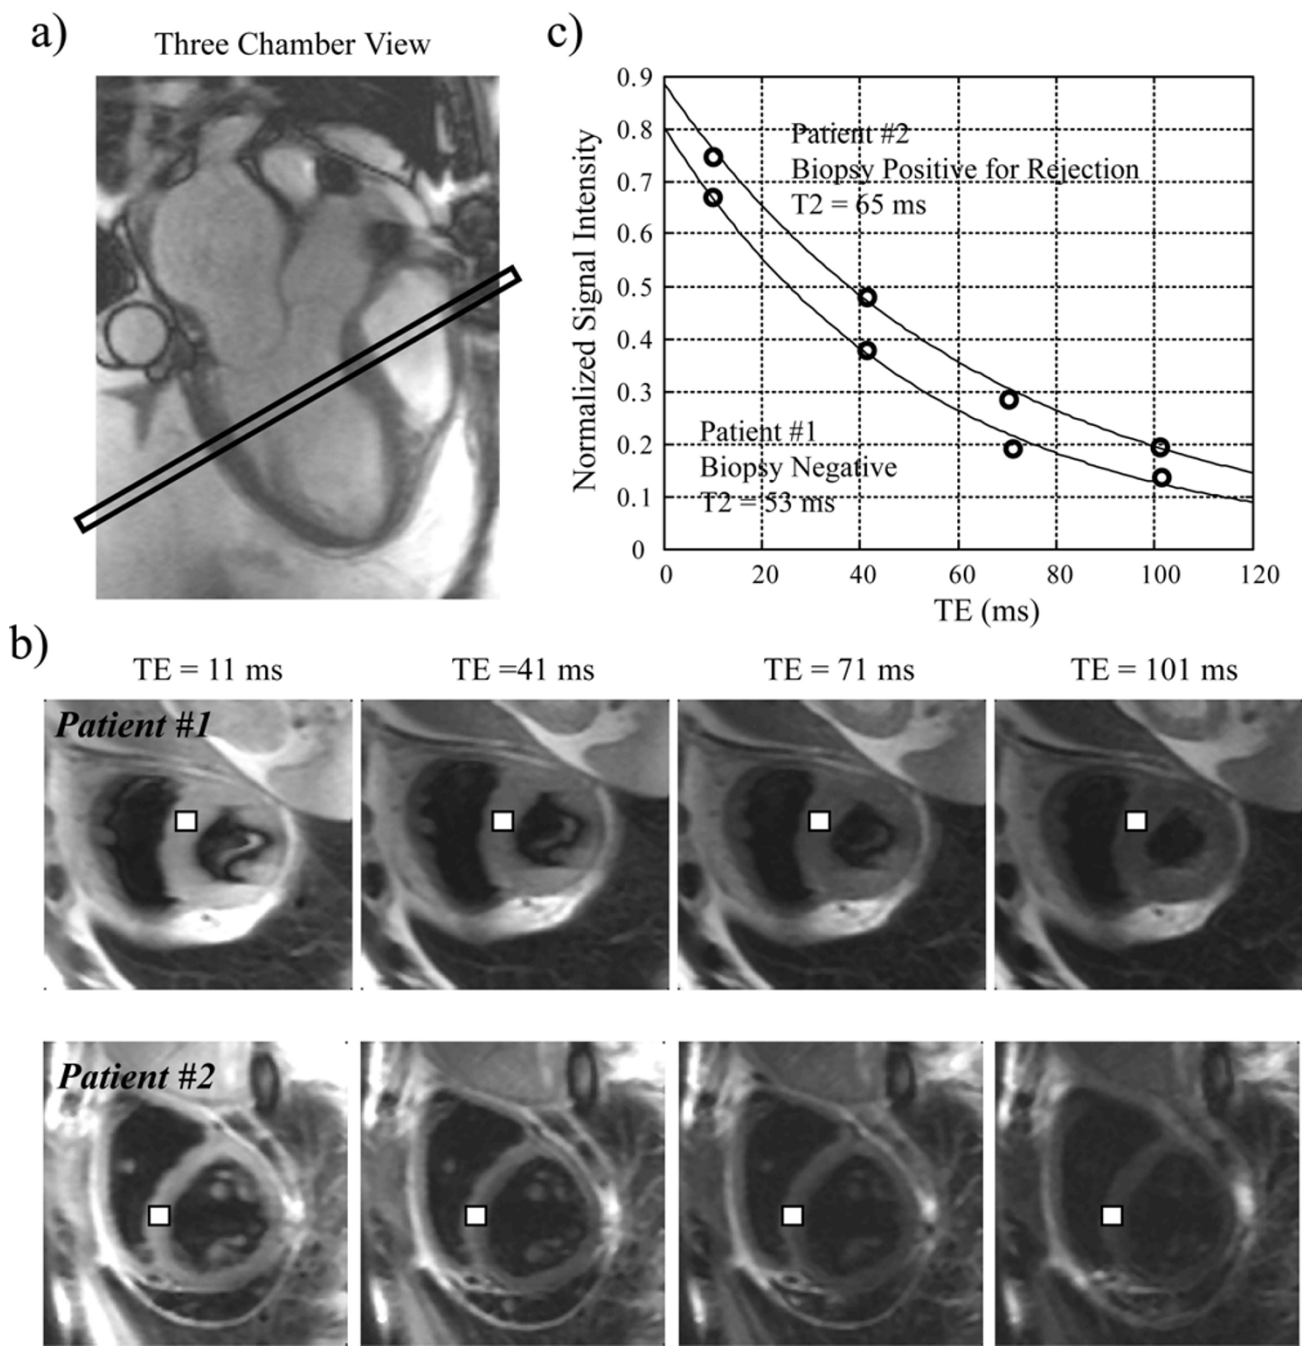 a)
Three Chamber View
c)
Normalized Signal Intensity
0.9
0.8
0.7
0.6
0.5
0.4
0.3
0.2
0.1
0
Patient #2
Biopsy Positive for Rejection
T2 = 65 ms
Patient #1
Biopsy Negative
T2 = 53 ms
0 20 40 60 80 100 120
TE (ms)
b)
TE = 11 ms TE =41 ms TE = 71 ms TE = 101 ms
Patient #1
Patient #2